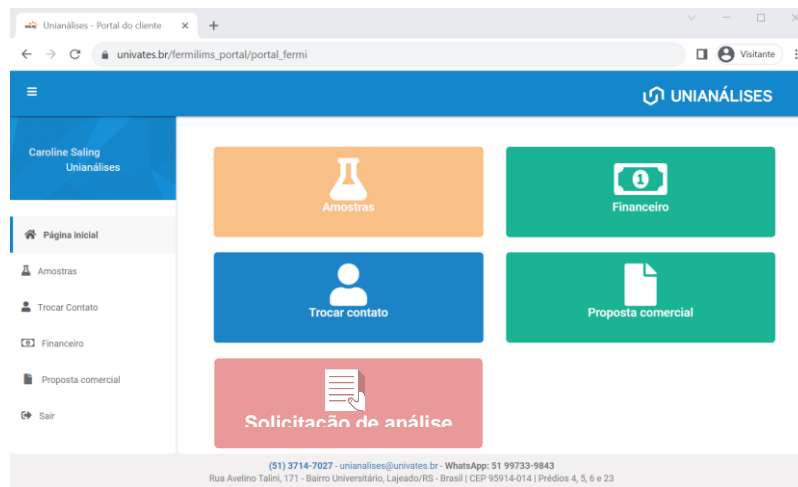 Unianálises - Portal do cliente
univates.br/fermilims_portal/portal_fermi
Visitante
UNIANÁLISES
Caroline Saling
Unianálises
Página inicial
Amostras
Trocar Contato
Financeiro
Proposta comercial
Sair
Amostras
1
Financeiro
Trocar contato
Proposta comercial
Solicitação de análise
(51) 3714-7027 - unianalises@univates.br - WhatsApp: 51 99733-9843
Rua Avelino Talini, 171 - Bairro Universitário, Lajeado/RS - Brasil | CEP 95914-014 | Prédios 4, 5, 6 e 23